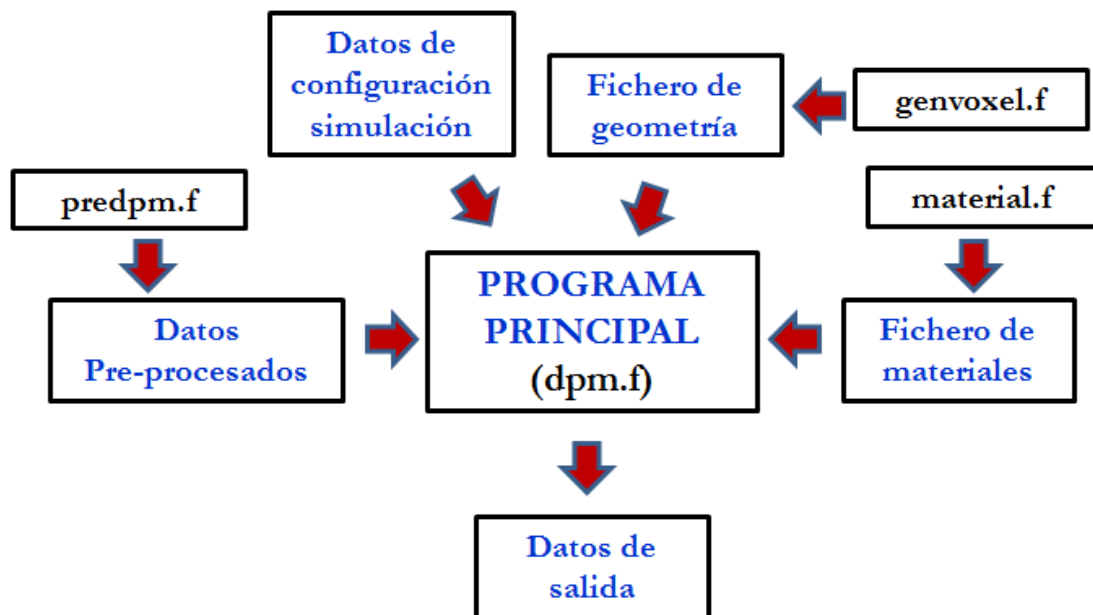 Datos de
configuración
simulación
Fichero de
geometría
genvoxel.f
predpm.f
material.f
PROGRAMA
PRINCIPAL
(dpm.f)
Datos
Pre-procesados
Fichero de
materiales
Datos de
salida